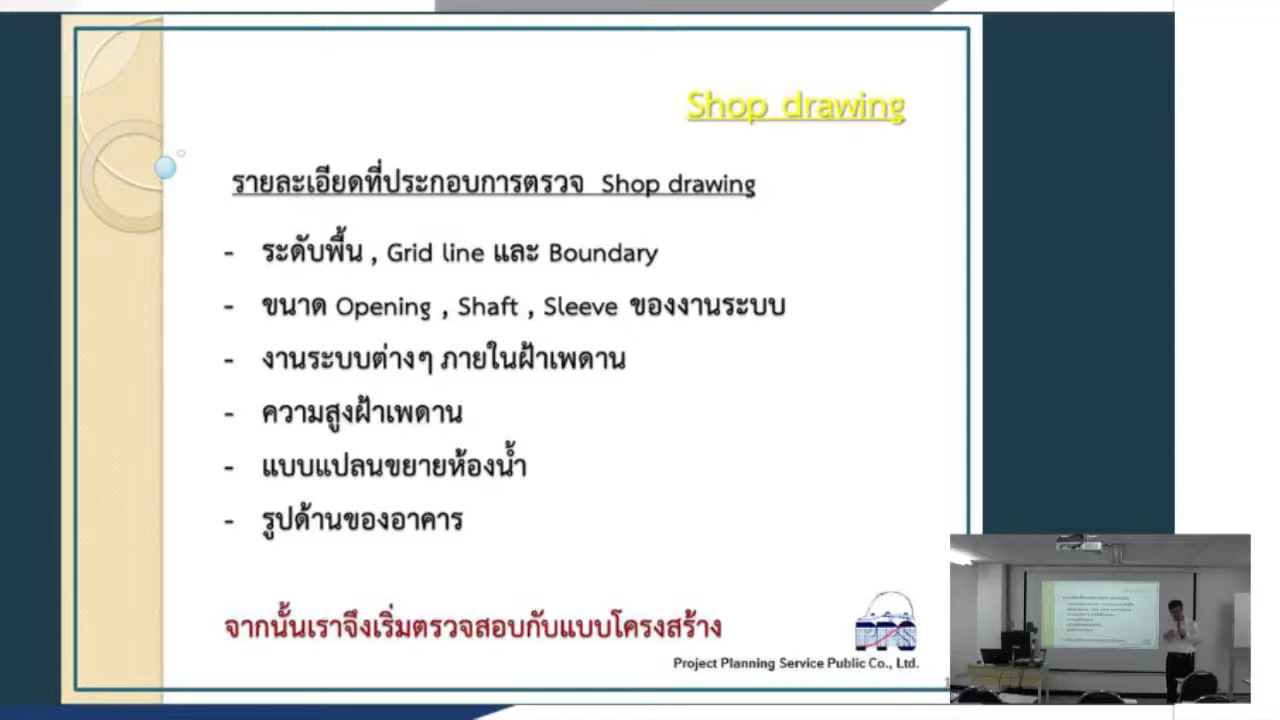 Shop drawing
รายละเอียดที่ประกอบการตรวจ Shop drawing
- ระดับพื้น , Grid line และ Boundary
- ขนาด Opening , Shaft , Sleeve ของงานระบบ
- งานระบบต่างๆ ภายในฝ้าเพดาน
- ความสูงฝ้าเพดาน
- แบบแปลนขยายห้องน้ำ
- รูปด้านของอาคาร
จากนั้นเราจึงเริ่มตรวจสอบกับแบบโครงสร้าง
PPS
Project Planning Service Public Co., Ltd.